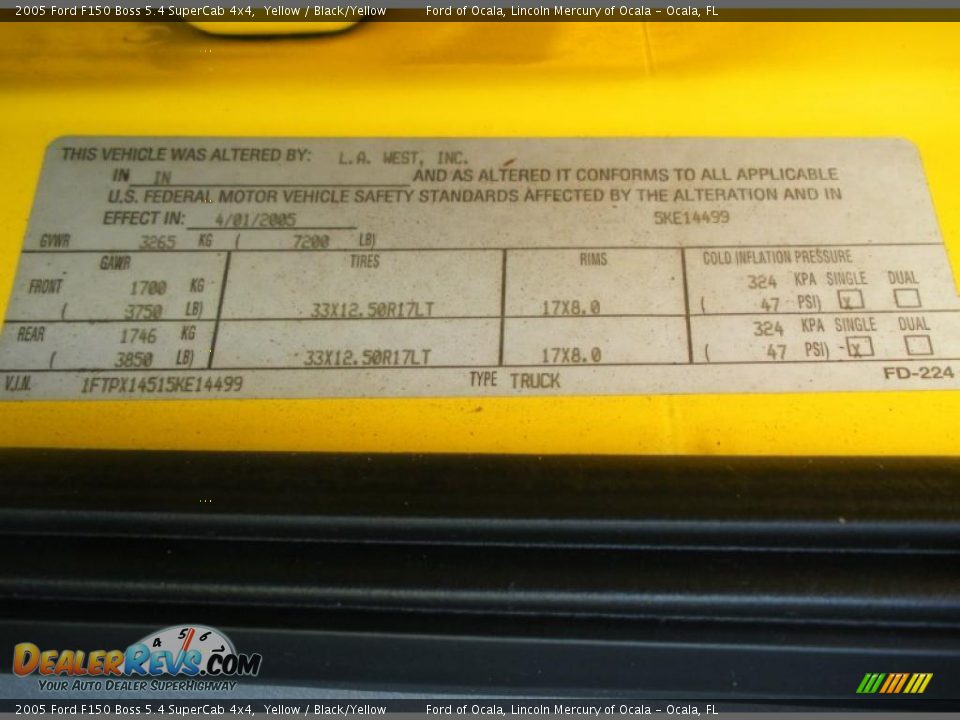 2005 Ford F150 Boss 5.4 SuperCab 4x4, Yellow / Black/Yellow Ford of Ocala, Lincoln Mercury of Ocala - Ocala, FL
THIS VEHICLE WAS ALTERED BY: L.A. WEST, INC.
IN IN AND AS ALTERED IT CONFORMS TO ALL APPLICABLE
U.S. FEDERAL MOTOR VEHICLE SAFETY STANDARDS AFFECTED BY THE ALTERATION AND IN
EFFECT IN: 4/01/2005 5KE14499
GVWR 3265 KG ( 7200 LB)
GAWR TIRES RIMS COLD INFLATION PRESSURE
FRONT 1700 KG 324 KPA SINGLE DUAL
( 3750 LB) 33X12.50R17LT 17X8.0 ( 47 PSI) X
REAR 1746 KG 324 KPA SINGLE DUAL
( 3850 LB) 33X12.50R17LT 17X8.0 ( 47 PSI) - X
V.I.N. 1FTPX14515KE14499 TYPE TRUCK FD-224
4 5 6
DEALERREVS.COM
YOUR AUTO DEALER SUPERHIGHWAY
2005 Ford F150 Boss 5.4 SuperCab 4x4, Yellow / Black/Yellow Ford of Ocala, Lincoln Mercury of Ocala - Ocala, FL